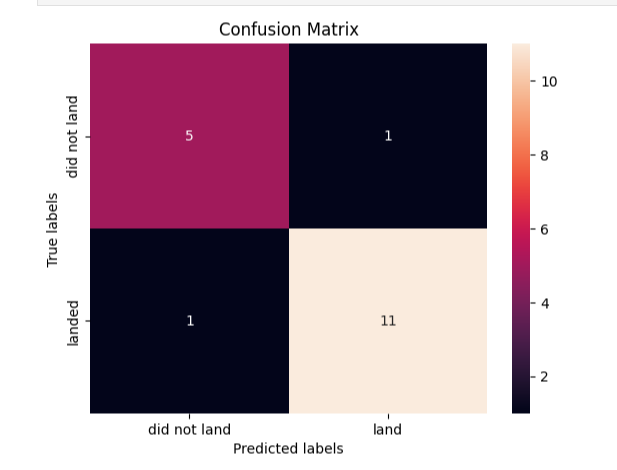 Confusion Matrix
did not land
landed
True labels
5
1
1
11
did not land
land
Predicted labels
10
8
6
4
2